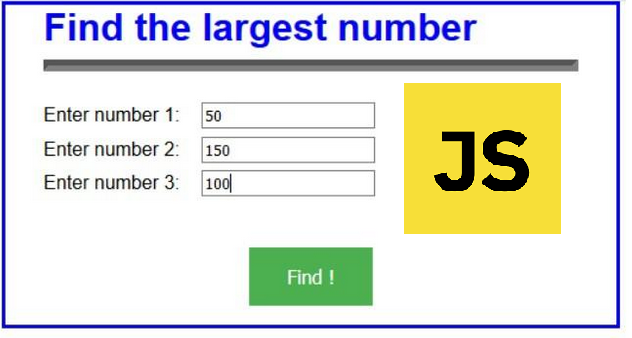 Find the largest number
Enter number 1: 50
Enter number 2: 150
Enter number 3: 100
JS
Find !